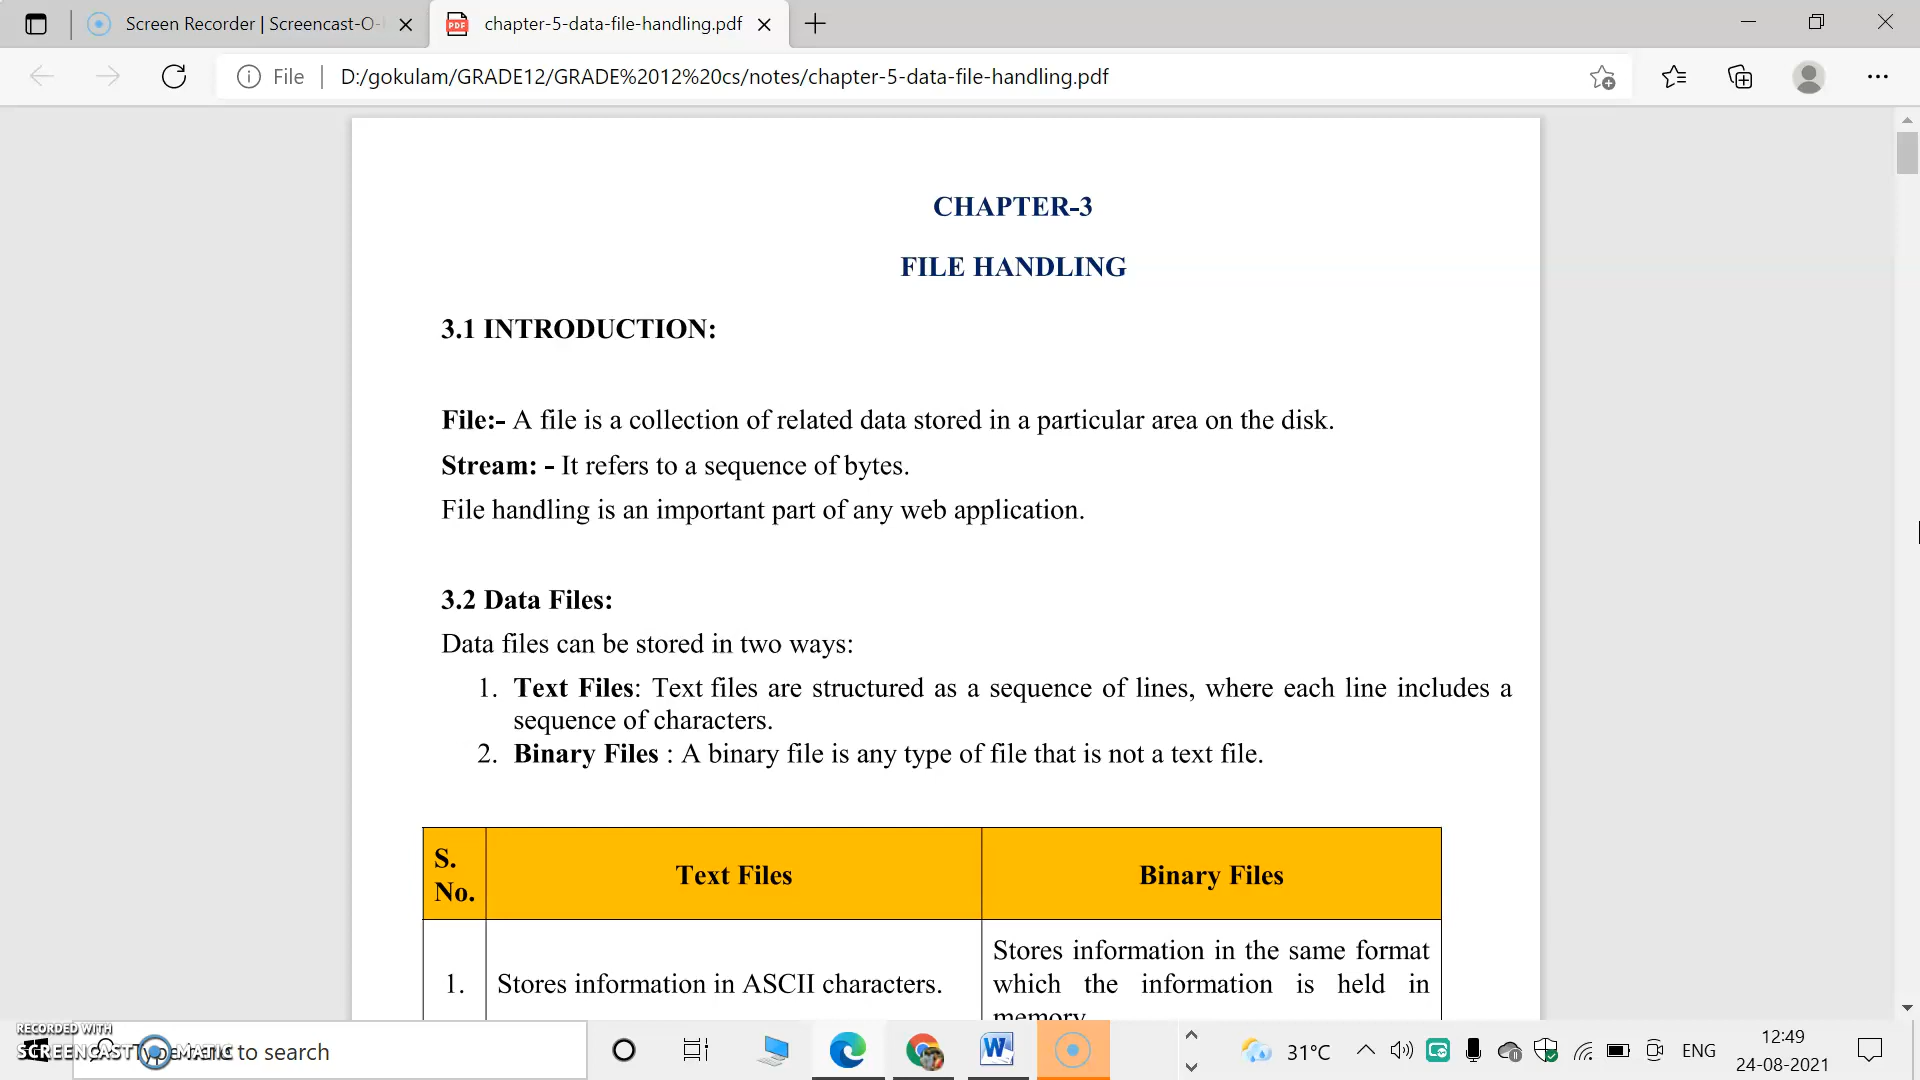 Screen Recorder | Screencast-O-
chapter-5-data-file-handling.pdf
File
D:/gokulam/GRADE12/GRADE%2012%20cs/notes/chapter-5-data-file-handling.pdf
CHAPTER-3
FILE HANDLING
3.1 INTRODUCTION:
File:- A file is a collection of related data stored in a particular area on the disk.
Stream: - It refers to a sequence of bytes.
File handling is an important part of any web application.
3.2 Data Files:
Data files can be stored in two ways:
1. Text Files: Text files are structured as a sequence of lines, where each line includes a
sequence of characters.
2. Binary Files : A binary file is any type of file that is not a text file.
S.
No.
Text Files
Binary Files
1.
Stores information in ASCII characters.
Stores information in the same format
which the information is held in
memory
RECORDED WITH
SCREENCAST MATIC
Type here to search
31°C
ENG
12:49
24-08-2021